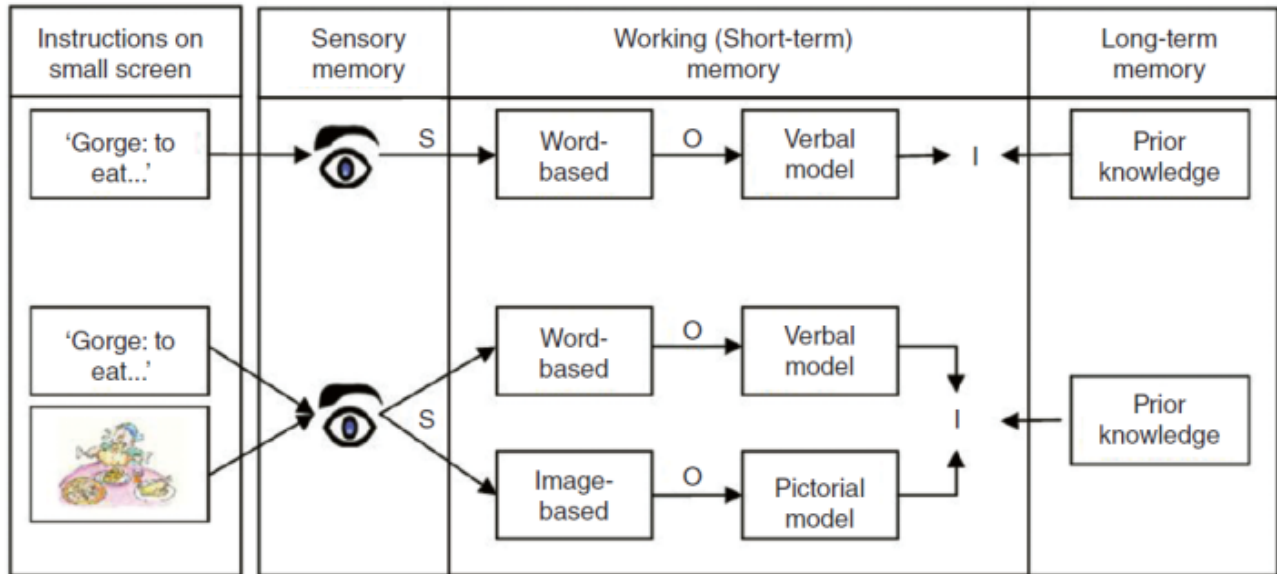 Instructions on
small screen
Sensory
memory
Working (Short-term)
memory
Long-term
memory
‘Gorge: to
eat...’
S
Word-
based
O
Verbal
model
I
Prior
knowledge
‘Gorge: to
eat...’
S
Word-
based
O
Verbal
model
I
Prior
knowledge
Image-
based
O
Pictorial
model